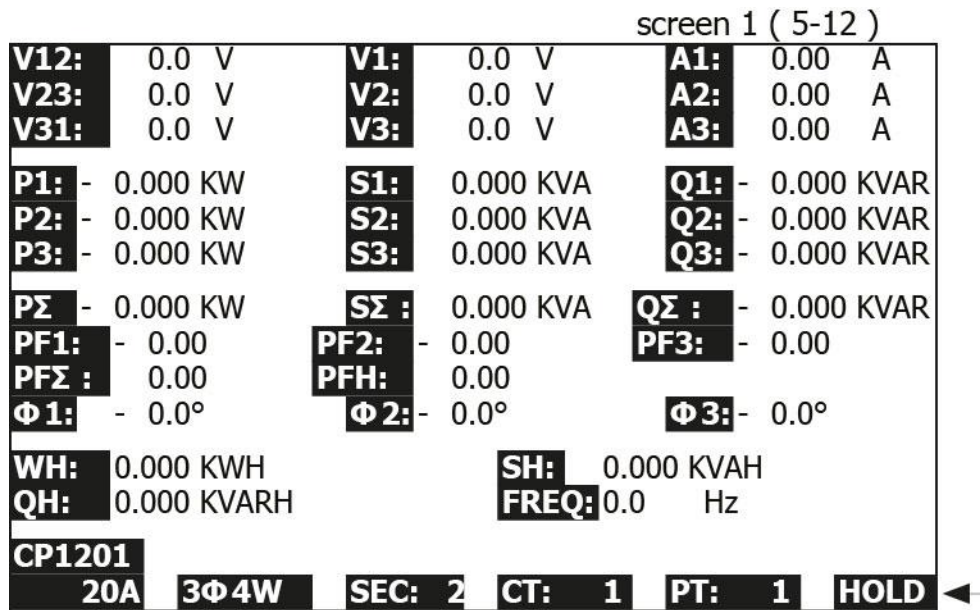 screen 1 ( 5-12 )
V12: 0.0 V V1: 0.0 V A1: 0.00 A
V23: 0.0 V V2: 0.0 V A2: 0.00 A
V31: 0.0 V V3: 0.0 V A3: 0.00 A
P1: - 0.000 KW S1: 0.000 KVA Q1: - 0.000 KVAR
P2: - 0.000 KW S2: 0.000 KVA Q2: - 0.000 KVAR
P3: - 0.000 KW S3: 0.000 KVA Q3: - 0.000 KVAR
PΣ - 0.000 KW SΣ : 0.000 KVA QΣ : - 0.000 KVAR
PF1: - 0.00 PF2: - 0.00 PF3: - 0.00
PFΣ : 0.00 PFH: 0.00
Φ1: - 0.0° Φ2: - 0.0° Φ3: - 0.0°
WH: 0.000 KWH SH: 0.000 KVAH
QH: 0.000 KVARH FREQ: 0.0 Hz
CP1201
20A 3Φ4W SEC: 2 CT: 1 PT: 1 HOLD ◄